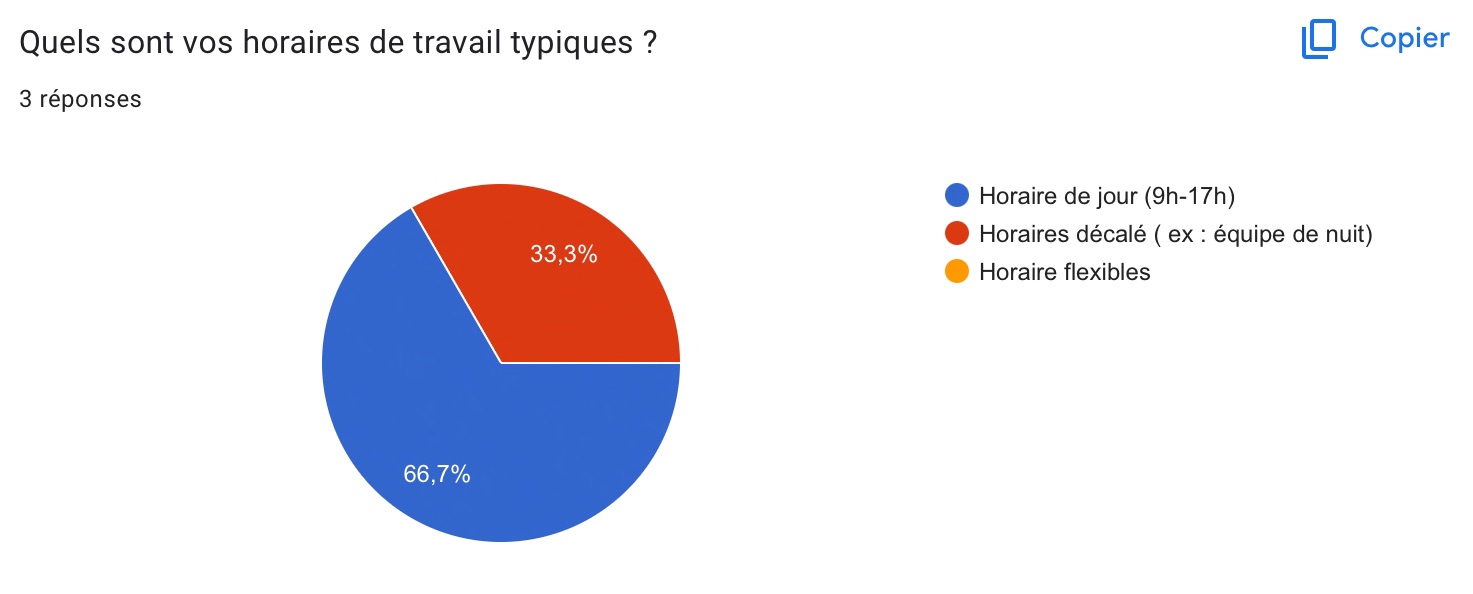 Quels sont vos horaires de travail typiques ?
Copier
3 réponses
33,3%
66,7%
Horaire de jour (9h-17h)
Horaires décalé ( ex : équipe de nuit)
Horaire flexibles